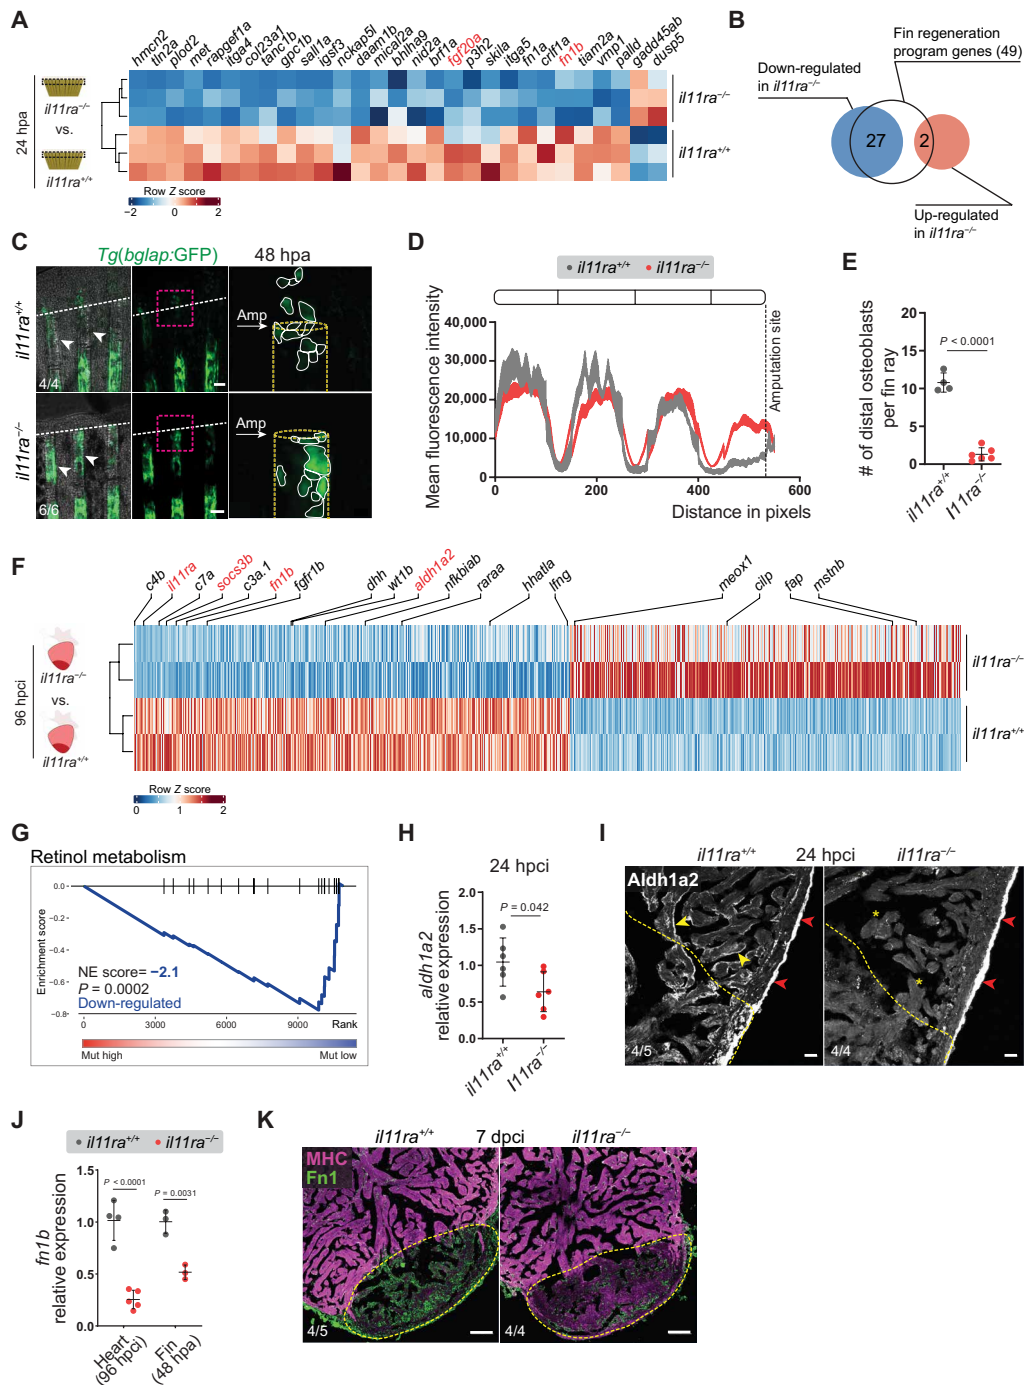 A
hmcn2
tln2a
plod2
met
rapgef1a
itga4
col23a1
tanc1b
gpc1b
sall1a
igsf3
nckap5l
daam1b
mical2a
bhlha9
nid2a
brf1a
fgf20a
p3h2
skila
itga5
fn1a
crlf1a
fn1b
tiam2a
vmp1
palld
gadd45ab
dusp5
24 hpa
il11ra−/−
vs.
il11ra+/+
il11ra−/−
il11ra+/+
Row Z score
−2 0 2
B
Fin regeneration
program genes (49)
Down-regulated
in il11ra−/−
27
2
Up-regulated
in il11ra−/−
C
Tg(bglap:GFP)
48 hpa
il11ra+/+
4/4
Amp
il11ra−/−
6/6
Amp
D
il11ra+/+
il11ra−/−
Mean fluorescence intensity
40,000
30,000
20,000
10,000
0
0 200 400 600
Distance in pixels
Amputation site
E
# of distal osteoblasts
per fin ray
P < 0.0001
20
15
10
5
0
il11ra+/+
l11ra−/−
F
c4b
il11ra
c7a
socs3b
c3a.1
fn1b
fgfr1b
dhh
wt1b
aldh1a2
nfkbiab
raraa
hhatla
lfng
meox1
cilp
fap
mstnb
96 hpci
il11ra−/−
vs.
il11ra+/+
il11ra−/−
il11ra+/+
Row Z score
0 1 2
G
Retinol metabolism
Enrichment score
0.0
−0.2
−0.4
−0.6
−0.8
NE score= −2.1
P = 0.0002
Down-regulated
0 3000 6000 9000 Rank
Mut high
Mut low
H
24 hpci
aldh1a2
relative expression
P = 0.042
2.0
1.5
1.0
0.5
0.0
il11ra+/+
l11ra−/−
I
il11ra+/+ 24 hpci il11ra−/−
Aldh1a2
*
*
4/5
4/4
J
il11ra+/+ il11ra−/−
fn1b
relative expression
1.5
1.0
0.5
0.0
P < 0.0001
P = 0.0031
Heart
(96 hpci)
Fin
(48 hpa)
K
il11ra+/+ 7 dpci il11ra−/−
MHC
Fn1
4/5
4/4